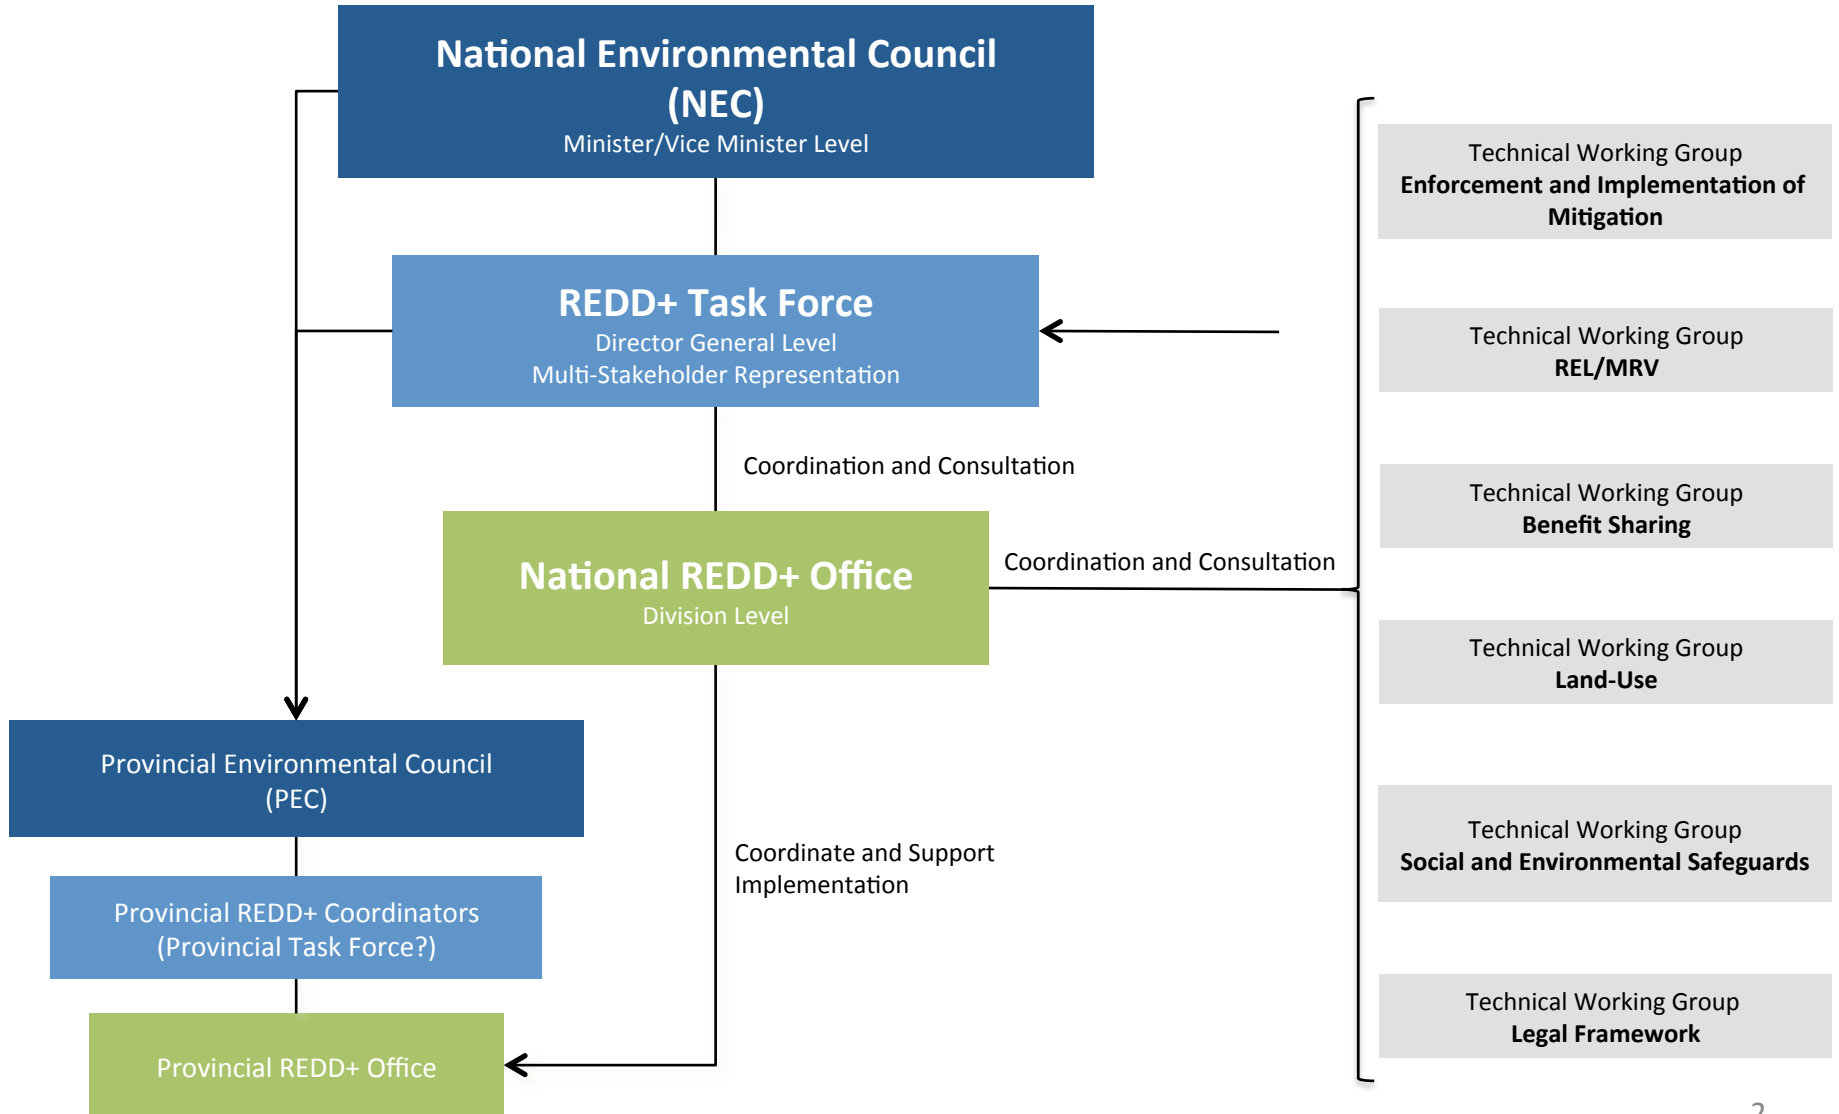 National Environmental Council
(NEC)
Minister/Vice Minister Level
REDD+ Task Force
Director General Level
Multi-Stakeholder Representation
Coordination and Consultation
National REDD+ Office
Division Level
Coordination and Consultation
Provincial Environmental Council
(PEC)
Coordinate and Support
Implementation
Provincial REDD+ Coordinators
(Provincial Task Force?)
Provincial REDD+ Office
Technical Working Group
Enforcement and Implementation of
Mitigation
Technical Working Group
REL/MRV
Technical Working Group
Benefit Sharing
Technical Working Group
Land-Use
Technical Working Group
Social and Environmental Safeguards
Technical Working Group
Legal Framework
2